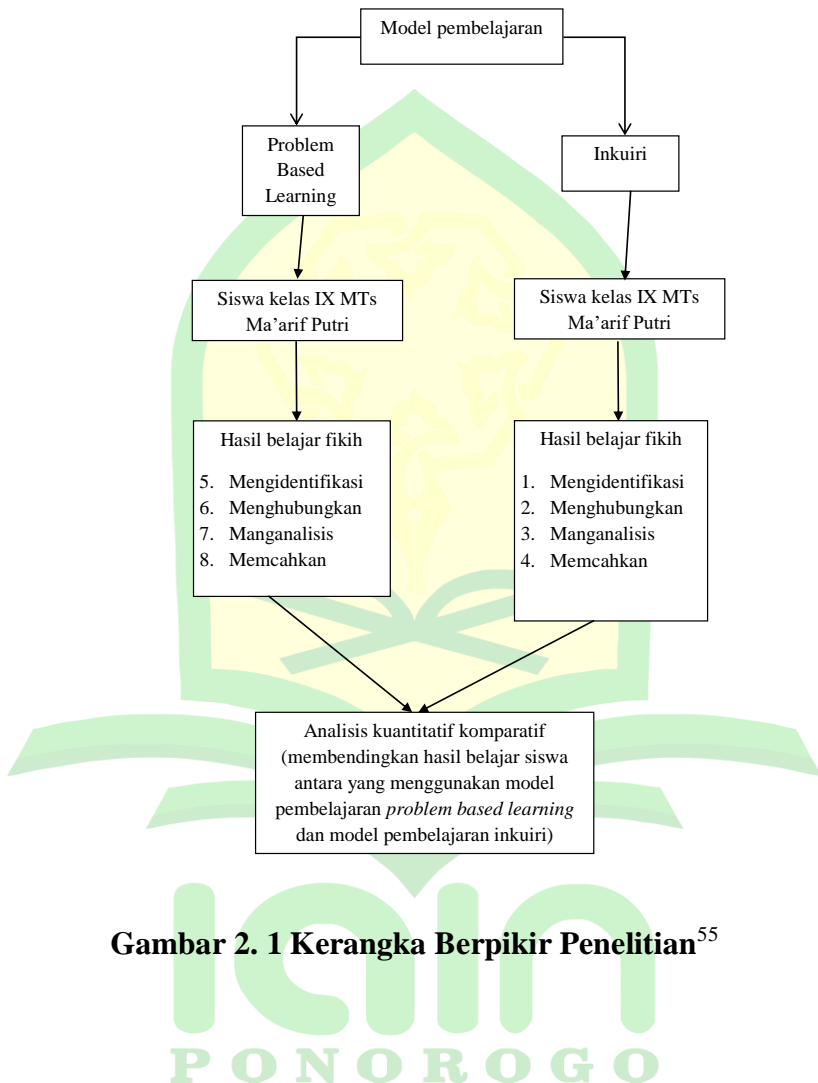 Model pembelajaran
Problem
Based
Learning
Inkuiri
Siswa kelas IX MTs
Ma’arif Putri
Siswa kelas IX MTs
Ma’arif Putri
Hasil belajar fikih
5. Mengidentifikasi
6. Menghubungkan
7. Manganalisis
8. Memcahkan
Hasil belajar fikih
1. Mengidentifikasi
2. Menghubungkan
3. Manganalisis
4. Memcahkan
Analisis kuantitatif komparatif
(membendingkan hasil belajar siswa
antara yang menggunakan model
pembelajaran problem based learning
dan model pembelajaran inkuiri)
Gambar 2. 1 Kerangka Berpikir Penelitian55
iain
PONOROGO